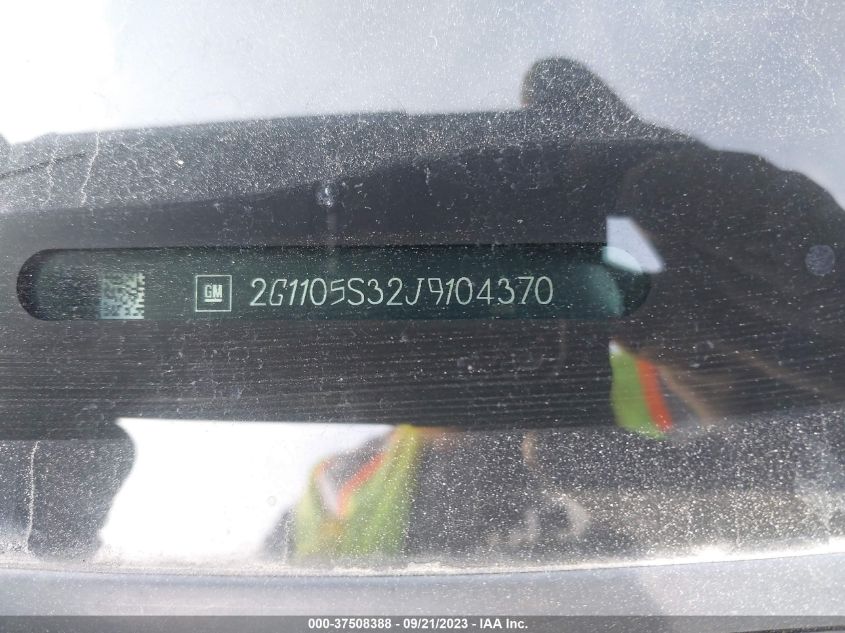 GM 2G1105S32J9104370
000-37508388 - 09/21/2023 - IAA Inc.